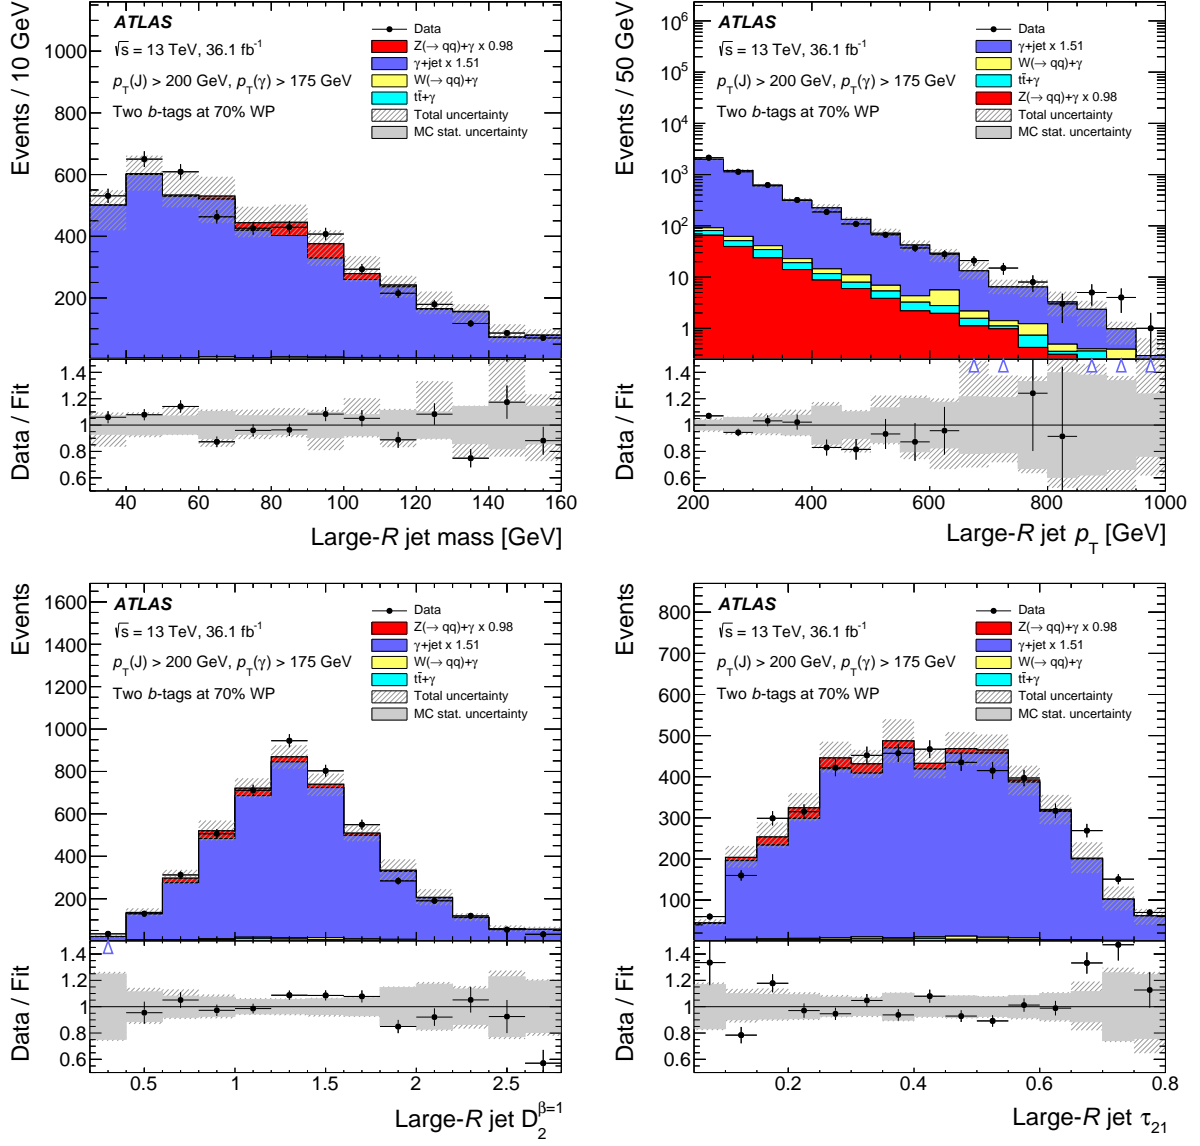 ATLAS
√s = 13 TeV, 36.1 fb⁻¹
p_T(J) > 200 GeV, p_T(γ) > 175 GeV
Two b-tags at 70% WP
Data
Z(→ qq)+γ x 0.98
γ+jet x 1.51
W(→ qq)+γ
tt̄+γ
Total uncertainty
MC stat. uncertainty
Events / 10 GeV
1000
800
600
400
200
Data / Fit
1.4
1.2
1
0.8
0.6
40 60 80 100 120 140 160
Large-R jet mass [GeV]
ATLAS
√s = 13 TeV, 36.1 fb⁻¹
p_T(J) > 200 GeV, p_T(γ) > 175 GeV
Two b-tags at 70% WP
Data
γ+jet x 1.51
W(→ qq)+γ
tt̄+γ
Z(→ qq)+γ x 0.98
Total uncertainty
MC stat. uncertainty
Events / 50 GeV
10⁶
10⁵
10⁴
10³
10²
10
1
Data / Fit
1.4
1.2
1.0
0.8
0.6
200 400 600 800 1000
Large-R jet p_T [GeV]
ATLAS
√s = 13 TeV, 36.1 fb⁻¹
p_T(J) > 200 GeV, p_T(γ) > 175 GeV
Two b-tags at 70% WP
Data
Z(→ qq)+γ x 0.98
γ+jet x 1.51
W(→ qq)+γ
tt̄+γ
Total uncertainty
MC stat. uncertainty
Events
1600
1400
1200
1000
800
600
400
200
Data / Fit
1.4
1.2
1
0.8
0.6
0.5 1 1.5 2 2.5
Large-R jet D₂^β=1
ATLAS
√s = 13 TeV, 36.1 fb⁻¹
p_T(J) > 200 GeV, p_T(γ) > 175 GeV
Two b-tags at 70% WP
Data
Z(→ qq)+γ x 0.98
γ+jet x 1.51
W(→ qq)+γ
tt̄+γ
Total uncertainty
MC stat. uncertainty
Events
800
700
600
500
400
300
200
100
Data / Fit
1.4
1.2
1
0.8
0.6
0.2 0.4 0.6 0.8
Large-R jet τ₂₁